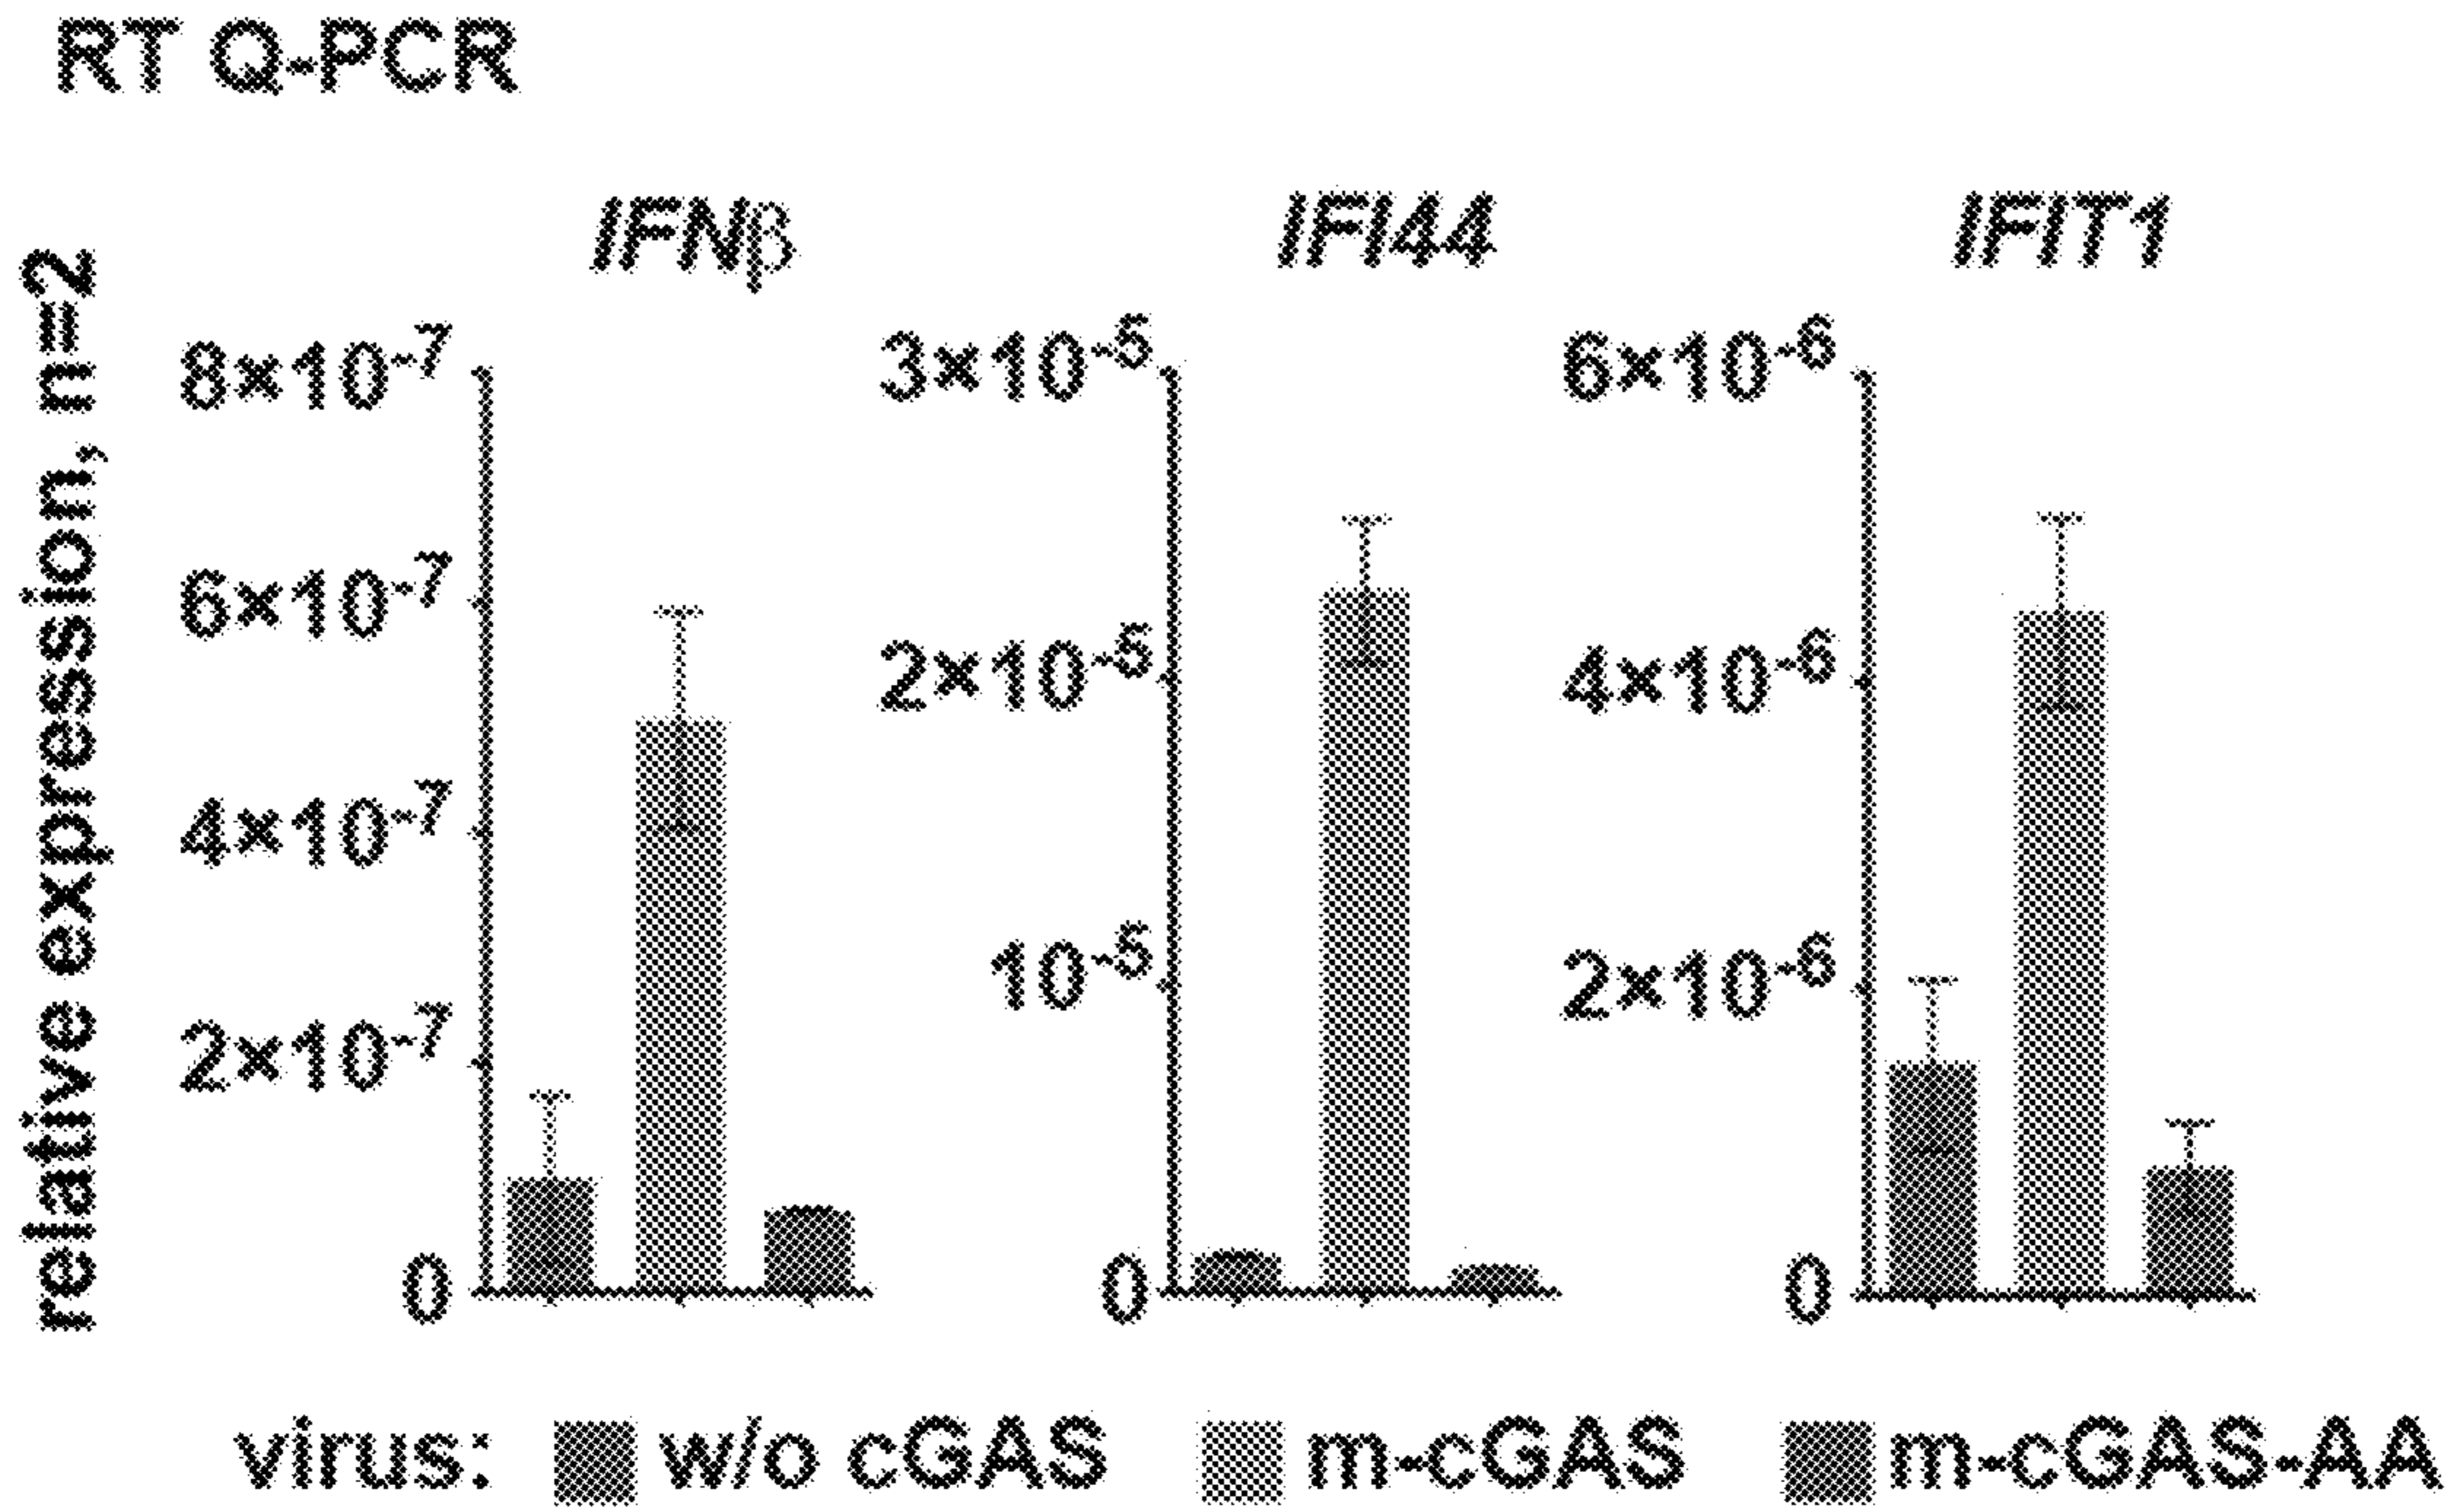 RT Q-PCR
relative expression, n=2
IFNβ
8×10⁻⁷
6×10⁻⁷
4×10⁻⁷
2×10⁻⁷
0
IFI44
3×10⁻⁵
2×10⁻⁵
10⁻⁵
0
IFIT1
6×10⁻⁶
4×10⁻⁶
2×10⁻⁶
0
virus: w/o cGAS m-cGAS m-cGAS-AA